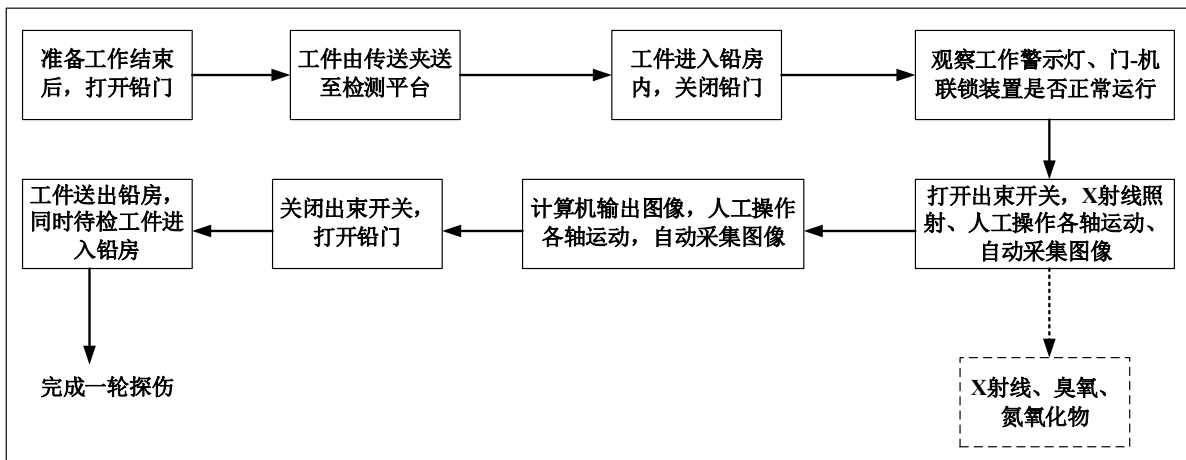 准备工作结束
后，打开铅门
工件由传送夹送
至检测平台
工件进入铅房
内，关闭铅门
观察工作警示灯、门-机
联锁装置是否正常运行
打开出束开关，X射线照
射、人工操作各轴运动、
自动采集图像
计算机输出图像，人工操作
各轴运动，自动采集图像
关闭出束开关，
打开铅门
工件送出铅房，
同时待检工件进
入铅房
完成一轮探伤
X射线、臭氧、
氮氧化物